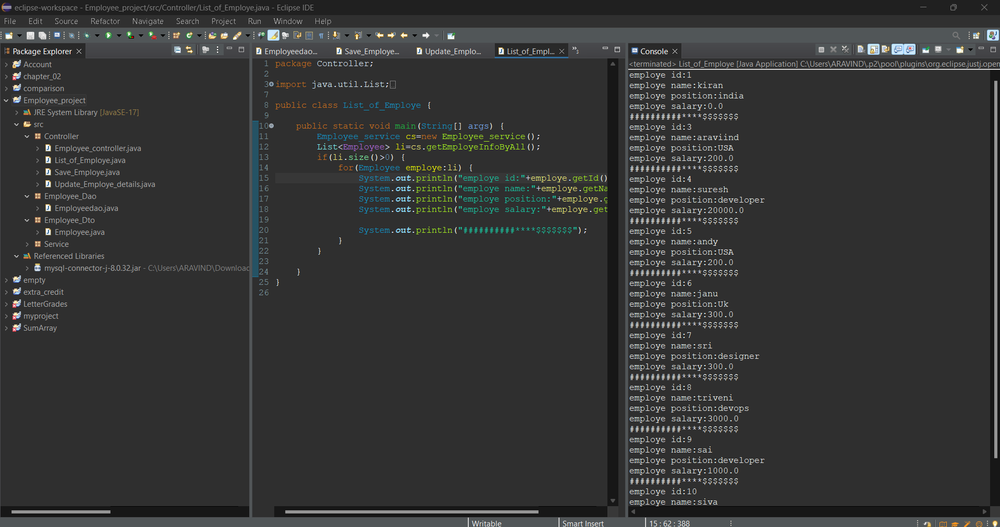 eclipse-workspace - Employee_project/src/Controller/List_of_Employe.java - Eclipse IDE
File Edit Source Refactor Navigate Search Project Run Window Help
Package Explorer
Account
chapter_02
comparison
Employee_project
JRE System Library [JavaSE-17]
src
Controller
Employee_controller.java
List_of_Employe.java
Save_Employe.java
Update_Employe_details.java
Employee_Dao
Employeedao.java
Employee_Dto
Employee.java
Service
Referenced Libraries
mysql-connector-j-8.0.32.jar - C:\Users\ARAVIND\Downloac
empty
extra_credit
LetterGrades
myproject
SumArray
Employeedao... Save_Employe... Update_Emplo... List_of_Empl... »3
1 package Controller;
2
3 import java.util.List;
7
8 public class List_of_Employe {
9
10 public static void main(String[] args) {
11 Employee_service cs=new Employee_service();
12 List<Employee> li=cs.getEmployeInfoByAll();
13 if(li.size()>0) {
14 for(Employee employe:li) {
15 System.out.println("employe id:"+employe.getId()
16 System.out.println("employe name:"+employe.getNa
17 System.out.println("employe position:"+employe.g
18 System.out.println("employe salary:"+employe.get
19
20 System.out.println("##########****$$$$$$$");
21 }
22 }
23
24 }
25 }
26
Console
<terminated> List_of_Employe [Java Application] C:\Users\ARAVIND\.p2\pool\plugins\org.eclipse.justj.open
employe id:1
employe name:kiran
employe position:india
employe salary:0.0
##########****$$$$$$$
employe id:3
employe name:araviind
employe position:USA
employe salary:200.0
##########****$$$$$$$
employe id:4
employe name:suresh
employe position:developer
employe salary:20000.0
##########****$$$$$$$
employe id:5
employe name:andy
employe position:USA
employe salary:200.0
##########****$$$$$$$
employe id:6
employe name:janu
employe position:Uk
employe salary:300.0
##########****$$$$$$$
employe id:7
employe name:sri
employe position:designer
employe salary:300.0
##########****$$$$$$$
employe id:8
employe name:triveni
employe position:devops
employe salary:3000.0
##########****$$$$$$$
employe id:9
employe name:sai
employe position:developer
employe salary:1000.0
##########****$$$$$$$
employe id:10
employe name:siva
Writable Smart Insert 15 : 62 : 388